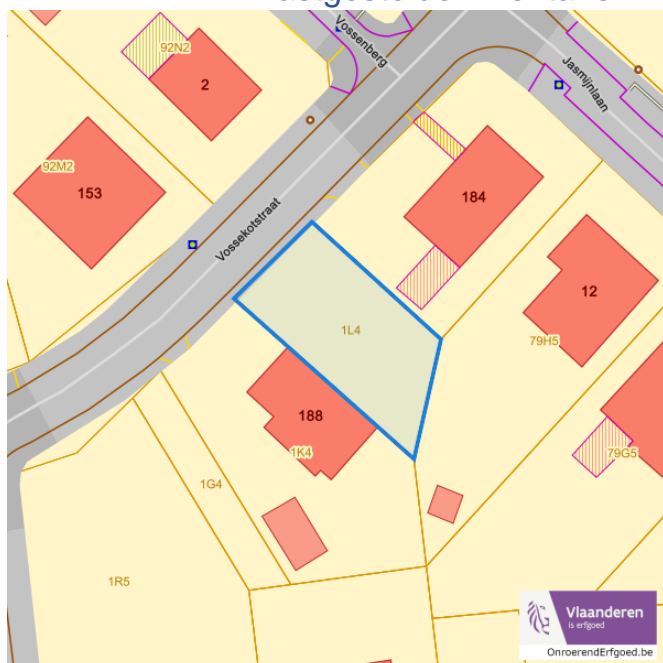 Vossenberg
92N2
2
Jasmijnlaan
92M2
153
184
Vossekotstraat
12
1L4
79H5
188
1K4
79G5
1G4
1R5
Vlaanderen
is erfgoed
OnroerendErfgoed.be